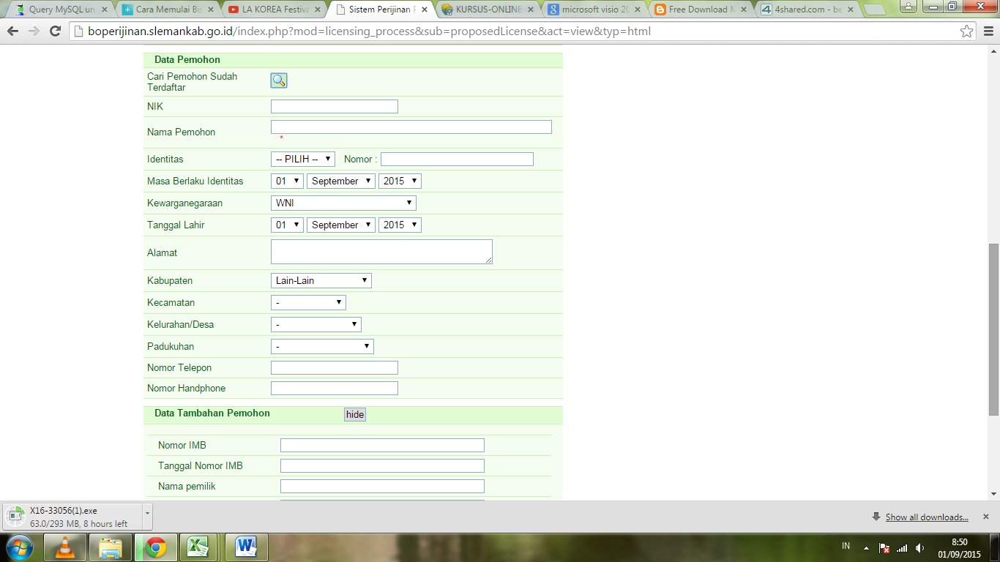 Query MySQL un
Cara Memulai Bis
LA KOREA Festiva
Sistem Perijinan P
KURSUS-ONLINE
microsoft visio 20
Free Download M
4shared.com - be
boperijinan.slemankab.go.id/index.php?mod=licensing_process&sub=proposedLicense&act=view&typ=html
Data Pemohon
Cari Pemohon Sudah
Terdaftar
NIK
Nama Pemohon
*
Identitas -- PILIH -- Nomor :
Masa Berlaku Identitas 01 September 2015
Kewarganegaraan WNI
Tanggal Lahir 01 September 2015
Alamat
Kabupaten Lain-Lain
Kecamatan -
Kelurahan/Desa -
Padukuhan -
Nomor Telepon
Nomor Handphone
Data Tambahan Pemohon hide
Nomor IMB
Tanggal Nomor IMB
Nama pemilik
X16-33056(1).exe
63.0/293 MB, 8 hours left
Show all downloads...
IN
8:50
01/09/2015